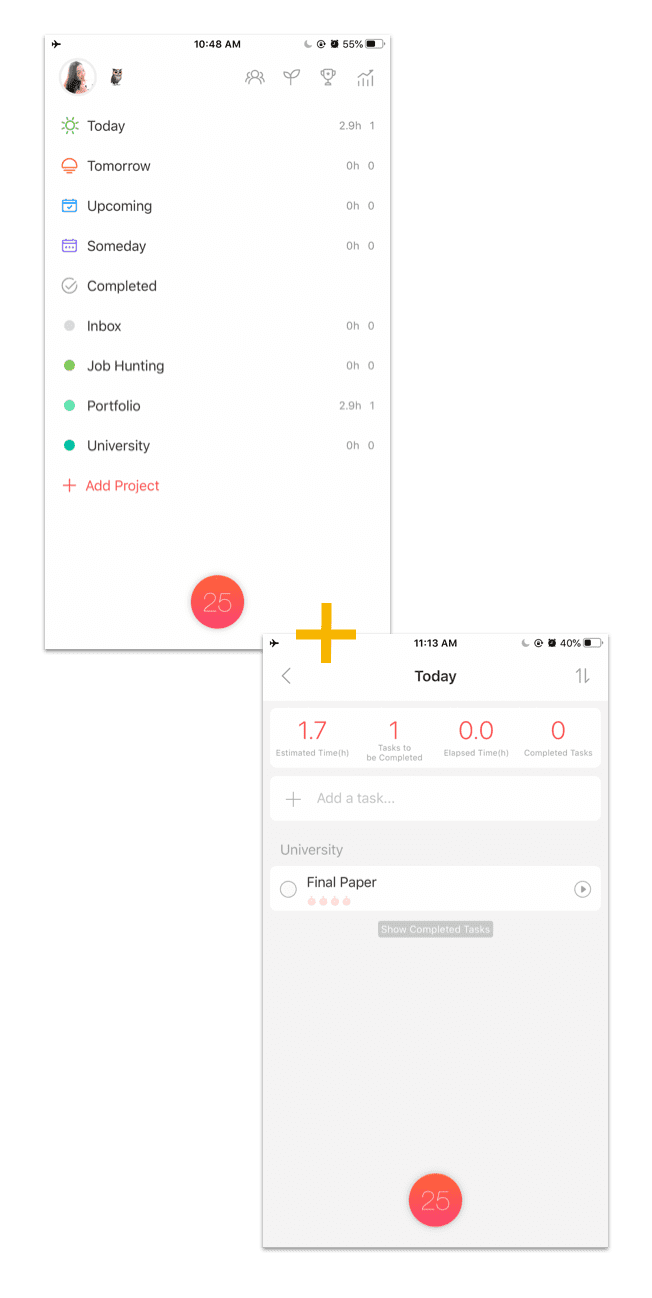 10:48 AM 55%
Today 2.9h 1
Tomorrow 0h 0
Upcoming 0h 0
Someday 0h 0
Completed
Inbox 0h 0
Job Hunting 0h 0
Portfolio 2.9h 1
University 0h 0
+ Add Project
25
11:13 AM 40%
Today
1.7 1 0.0 0
Estimated Time(h) Tasks to be Completed Elapsed Time(h) Completed Tasks
+ Add a task...
University
Final Paper
Show Completed Tasks
25